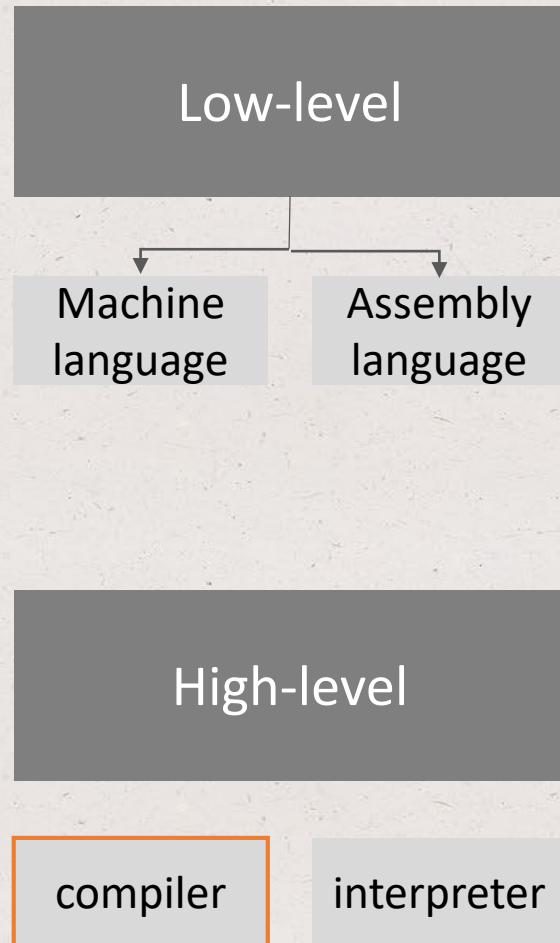 Low-level
Machine
language
Assembly
language
High-level
compiler
interpreter